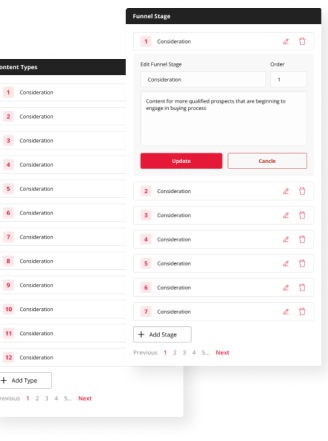 ontent Types
1 Consideration
2 Consideration
3 Consideration
4 Consideration
5 Consideration
6 Consideration
7 Consideration
8 Consideration
9 Consideration
10 Consideration
11 Consideration
12 Consideration
+ Add Type
revious 1 2 3 4 5... Next
Funnel Stage
1 Consideration
Edit Funnel Stage Order
Consideration 1
Content for more qualified prospects that are beginning to
engage in buying process
Update Cancle
2 Consideration
3 Consideration
4 Consideration
5 Consideration
6 Consideration
7 Consideration
+ Add Stage
Previous 1 2 3 4 5... Next